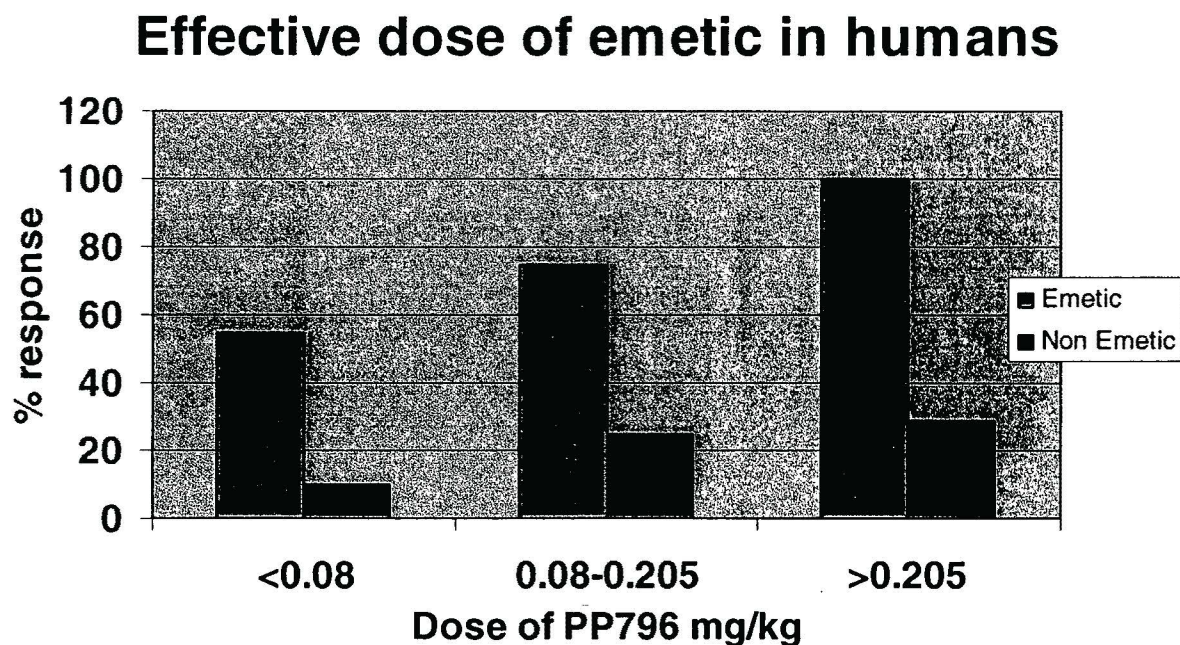 Effective dose of emetic in humans
120
100
80
60
40
20
0
% response
<0.08 0.08-0.205 >0.205
Dose of PP796 mg/kg
Emetic
Non Emetic